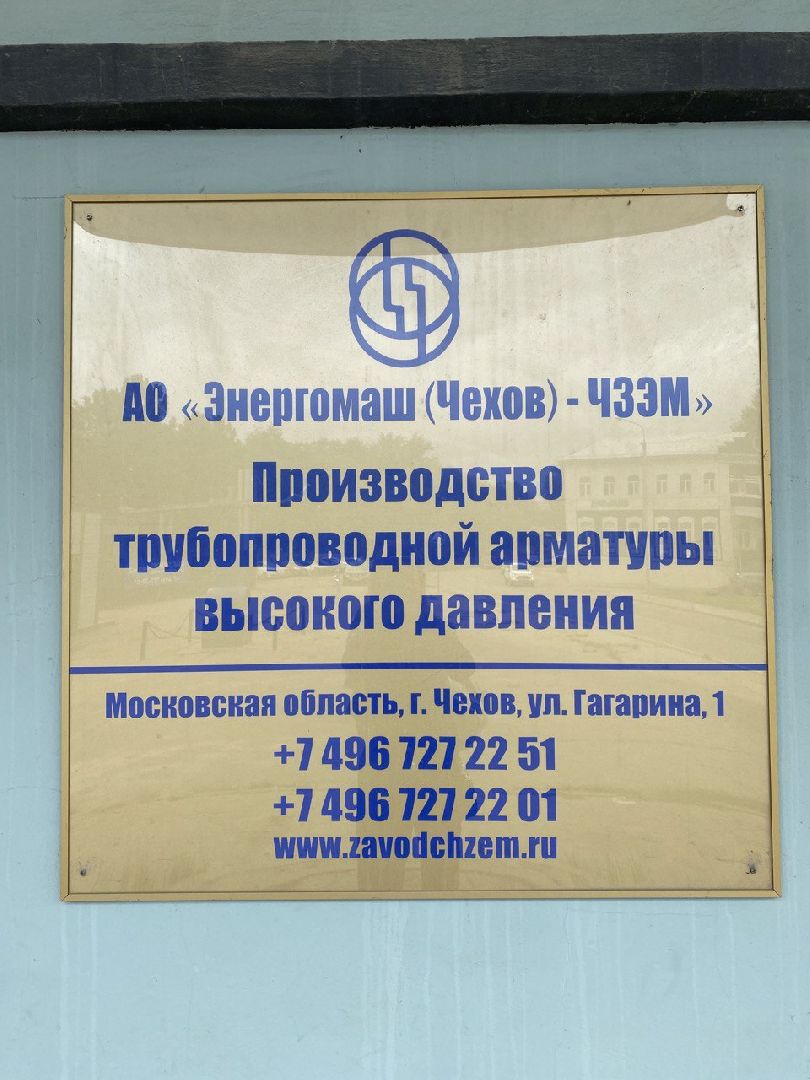 АО «Энергомаш (Чехов) - ЧЗЭМ»
Производство
трубопроводной арматуры
высокого давления
Московская область, г. Чехов, ул. Гагарина, 1
+7 496 727 22 51
+7 496 727 22 01
www.zavodchzem.ru